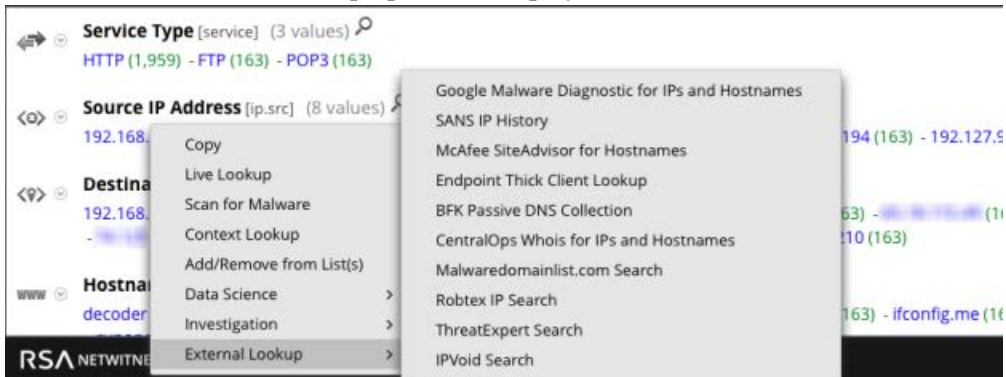 Service Type [service] (3 values)
HTTP (1,959) - FTP (163) - POP3 (163)
Source IP Address [ip.src] (8 values)
192.168. 194 (163) - 192.127.9
Destina
192.168. 63) - (1
- 210 (163)
www Hostna
decoder 163) - ifconfig.me (16
RSA NETWITNE
Copy
Live Lookup
Scan for Malware
Context Lookup
Add/Remove from List(s)
Data Science >
Investigation >
External Lookup >
Google Malware Diagnostic for IPs and Hostnames
SANS IP History
McAfee SiteAdvisor for Hostnames
Endpoint Thick Client Lookup
BFK Passive DNS Collection
CentralOps Whois for IPs and Hostnames
Malwaredomainlist.com Search
Robtex IP Search
ThreatExpert Search
IPVoid Search